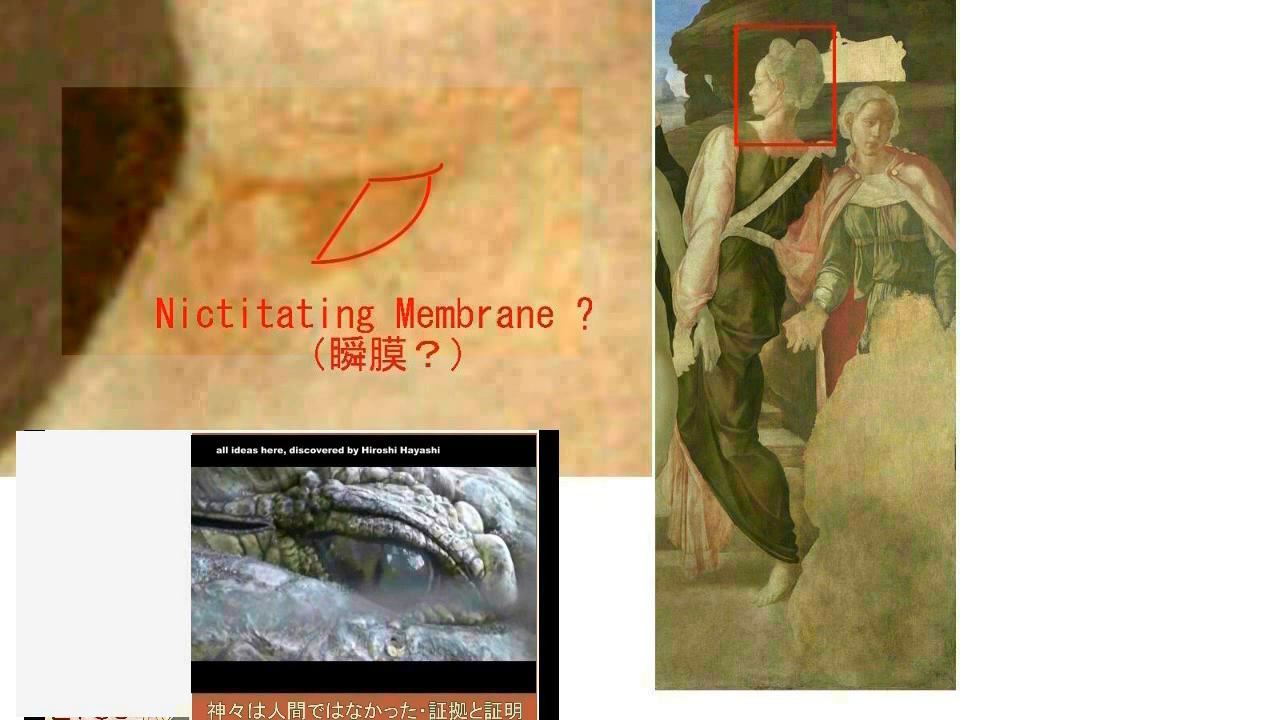 Nictitating Membrane ?
(瞬膜？)
all ideas here, discovered by Hiroshi Hayashi
神々は人間ではなかった・証拠と証明